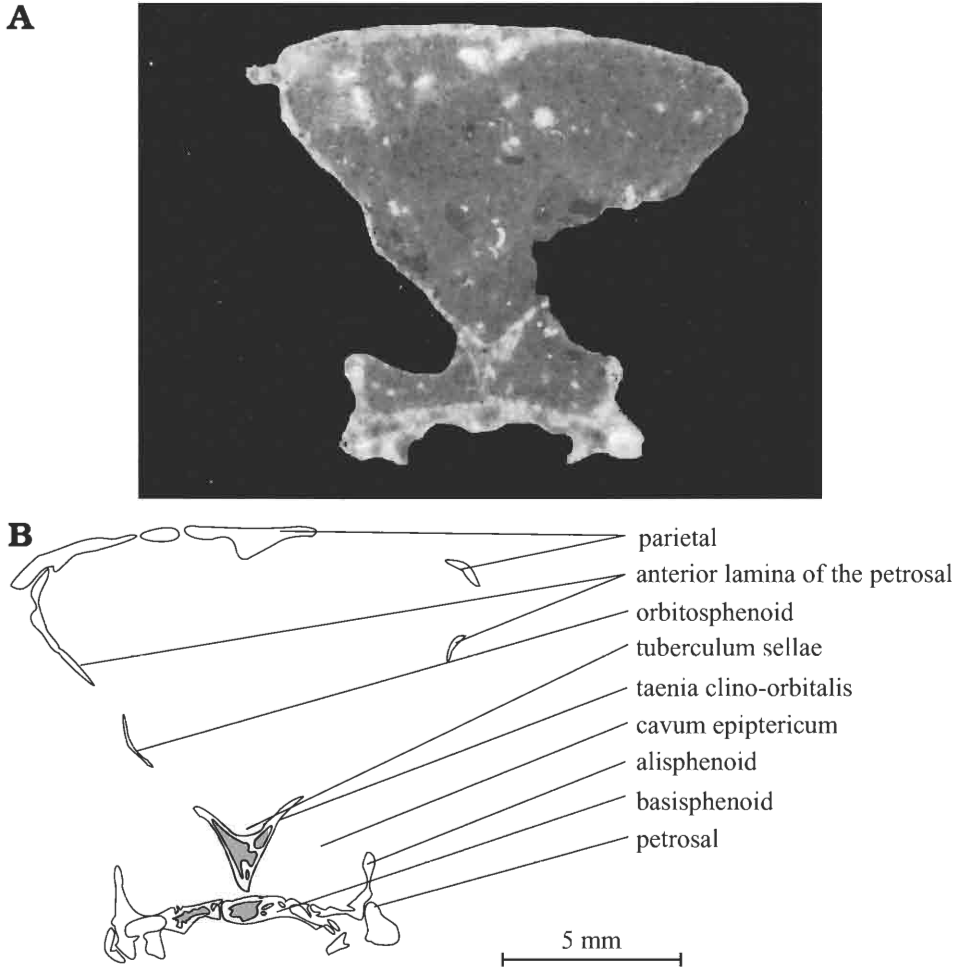 A
B
parietal
anterior lamina of the petrosal
orbitosphenoid
tuberculum sellae
taenia clino-orbitalis
cavum epiptericum
alisphenoid
basisphenoid
petrosal
5 mm